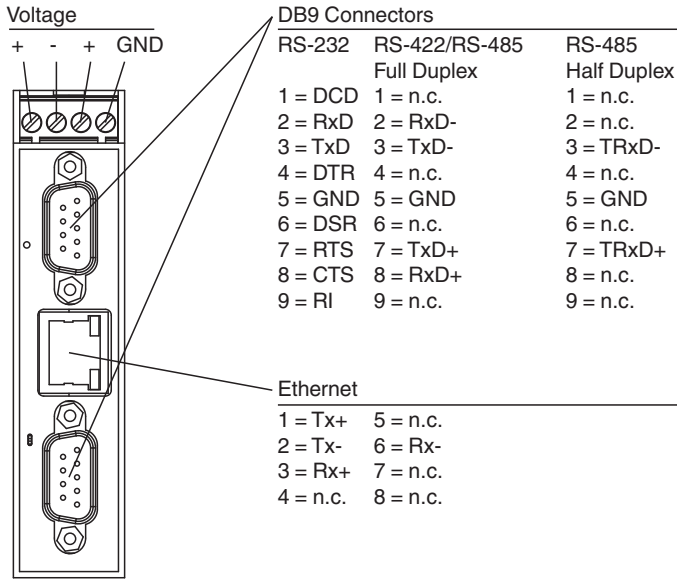 Voltage
+ - + GND
DB9 Connectors
RS-232 RS-422/RS-485 RS-485
Full Duplex Half Duplex
1 = DCD 1 = n.c. 1 = n.c.
2 = RxD 2 = RxD- 2 = n.c.
3 = TxD 3 = TxD- 3 = TRxD-
4 = DTR 4 = n.c. 4 = n.c.
5 = GND 5 = GND 5 = GND
6 = DSR 6 = n.c. 6 = n.c.
7 = RTS 7 = TxD+ 7 = TRxD+
8 = CTS 8 = RxD+ 8 = n.c.
9 = RI 9 = n.c. 9 = n.c.
Ethernet
1 = Tx+ 5 = n.c.
2 = Tx- 6 = Rx-
3 = Rx+ 7 = n.c.
4 = n.c. 8 = n.c.